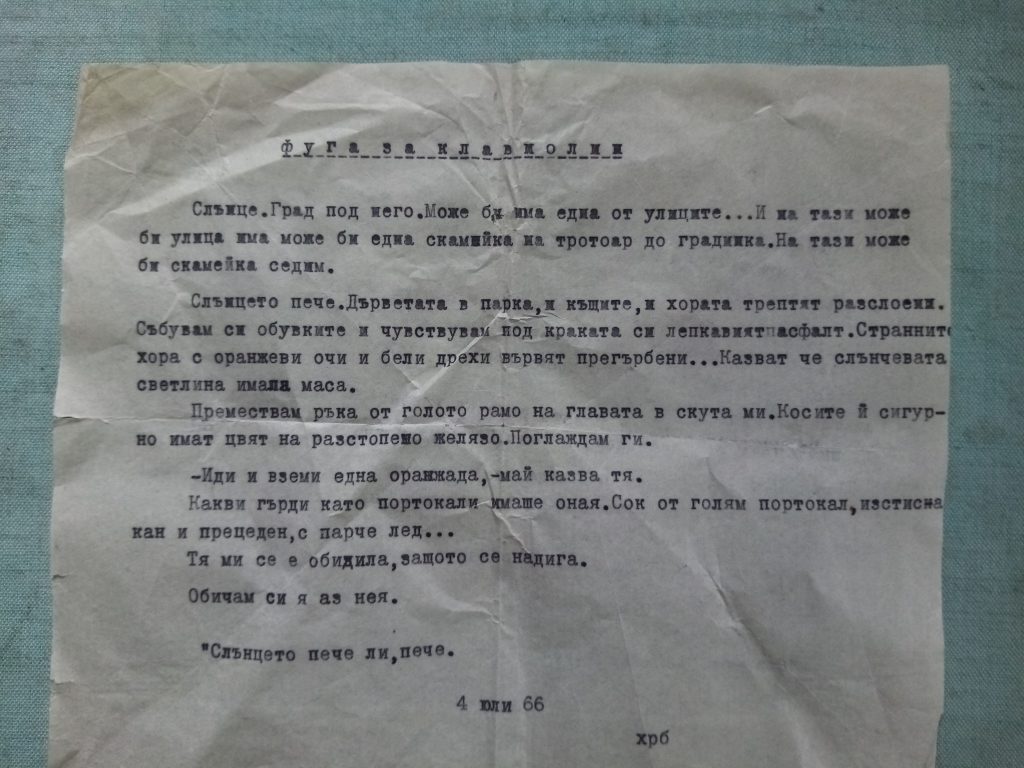 Фуга за клавиолин
Слънце.Град под него.Може би има една от улиците...И на тази може
би улица има може би една скамийка на тротоар до градинка.На тази може
би скамейка седим.
Слънцето пече.Дърветата в парка,и къщите,и хората трептят разслоени.
Събувам си обувките и чувствувам под краката си лепкавият асфалт.Странните
хора с оранжеви очи и бели дрехи вървят прегърбени...Казват че слънчевата
светлина имала маса.
Премествам ръка от голото рамо на главата в скута ми.Косите й сигур-
но имат цвят на разстопено желязо.Поглаждам ги.
-Иди и вземи една оранжада,-май казва тя.
Какви гърди като портокали имаше оная.Сок от голям портокал,изстиска
кан и прецеден,с парче лед...
Тя ми се е обидила,защото се надига.
Обичам си я аз нея.
"Слънцето пече ли,пече.
4 юли 66
хрб